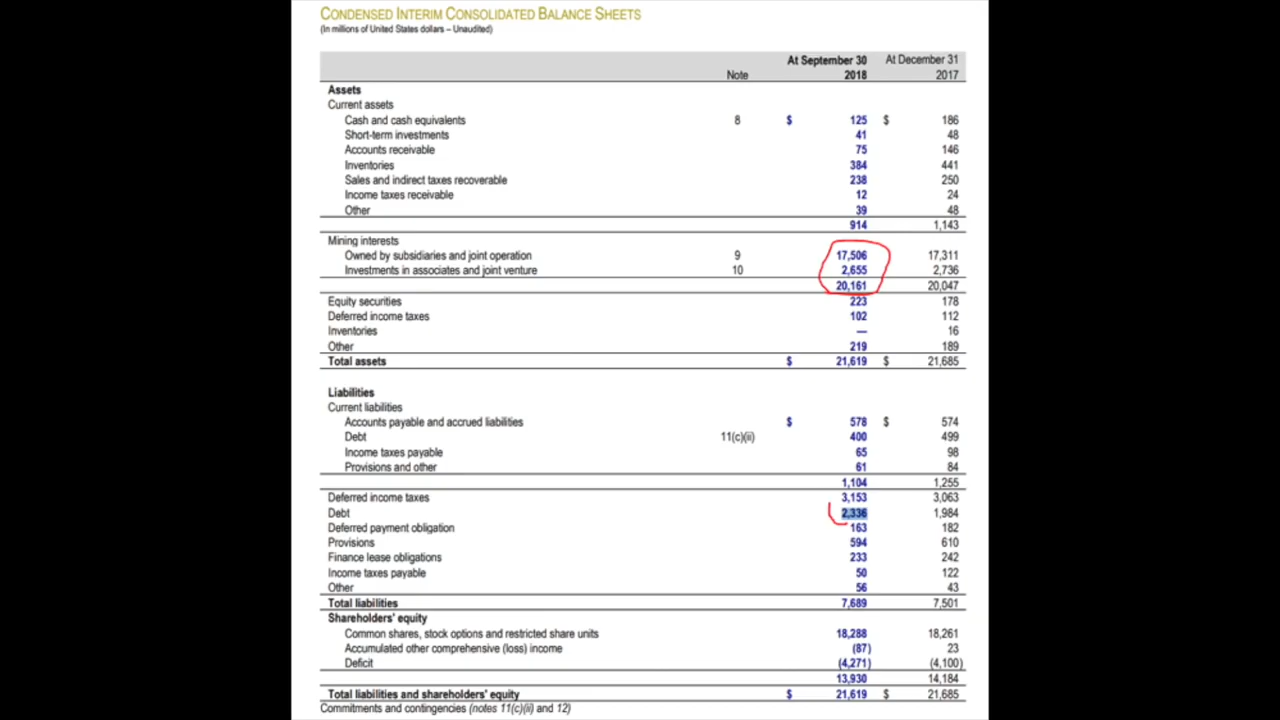 CONDENSED INTERIM CONSOLIDATED BALANCE SHEETS
(In millions of United States dollars – Unaudited)
At September 30 At December 31
Note 2018 2017
Assets
Current assets
Cash and cash equivalents 8 $ 125 $ 186
Short-term investments 41 48
Accounts receivable 75 146
Inventories 384 441
Sales and indirect taxes recoverable 238 250
Income taxes receivable 12 24
Other 39 48
914 1,143
Mining interests
Owned by subsidiaries and joint operation 9 17,506 17,311
Investments in associates and joint venture 10 2,655 2,736
20,161 20,047
Equity securities 223 178
Deferred income taxes 102 112
Inventories — 16
Other 219 189
Total assets $ 21,619 $ 21,685
Liabilities
Current liabilities
Accounts payable and accrued liabilities $ 578 $ 574
Debt 11(c)(ii) 400 499
Income taxes payable 65 98
Provisions and other 61 84
1,104 1,255
Deferred income taxes 3,153 3,063
Debt 2,336 1,984
Deferred payment obligation 163 182
Provisions 594 610
Finance lease obligations 233 242
Income taxes payable 50 122
Other 56 43
Total liabilities 7,689 7,501
Shareholders' equity
Common shares, stock options and restricted share units 18,288 18,261
Accumulated other comprehensive (loss) income (87) 23
Deficit (4,271) (4,100)
13,930 14,184
Total liabilities and shareholders' equity $ 21,619 $ 21,685
Commitments and contingencies (notes 11(c)(ii) and 12)